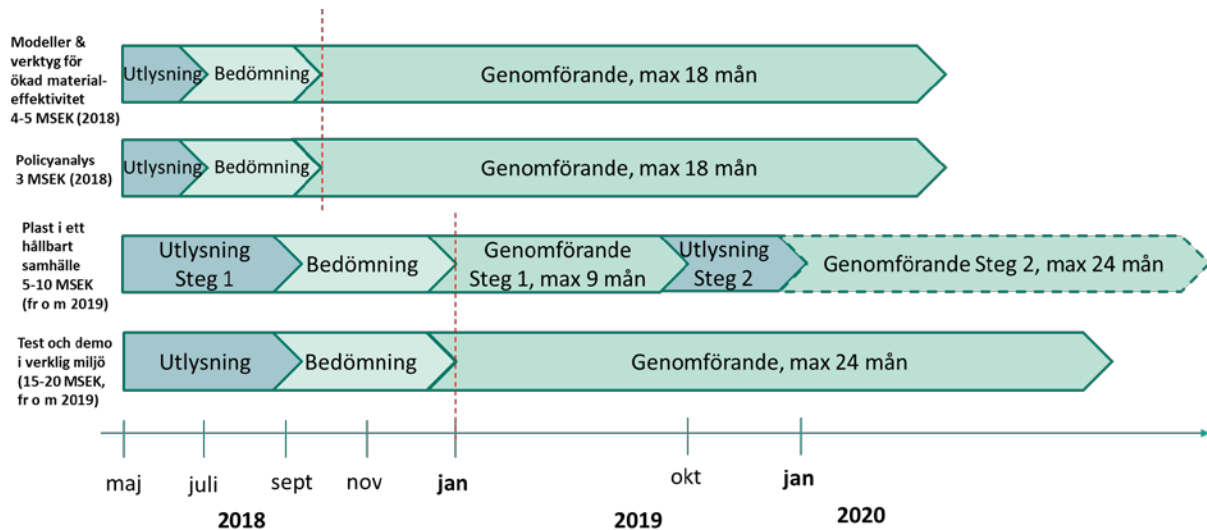 Modeller &
verktyg för
ökad material-
effektivitet
4-5 MSEK (2018)
Utlysning
Bedömning
Genomförande, max 18 mån
Policyanalys
3 MSEK (2018)
Utlysning
Bedömning
Genomförande, max 18 mån
Plast i ett
hållbart
samhälle
5-10 MSEK
(fr o m 2019)
Utlysning
Steg 1
Bedömning
Genomförande
Steg 1, max 9 mån
Utlysning
Steg 2
Genomförande Steg 2, max 24 mån
Test och demo
i verklig miljö
(15-20 MSEK,
fr o m 2019)
Utlysning
Bedömning
Genomförande, max 24 mån
maj juli sept nov jan okt jan
2018 2019 2020